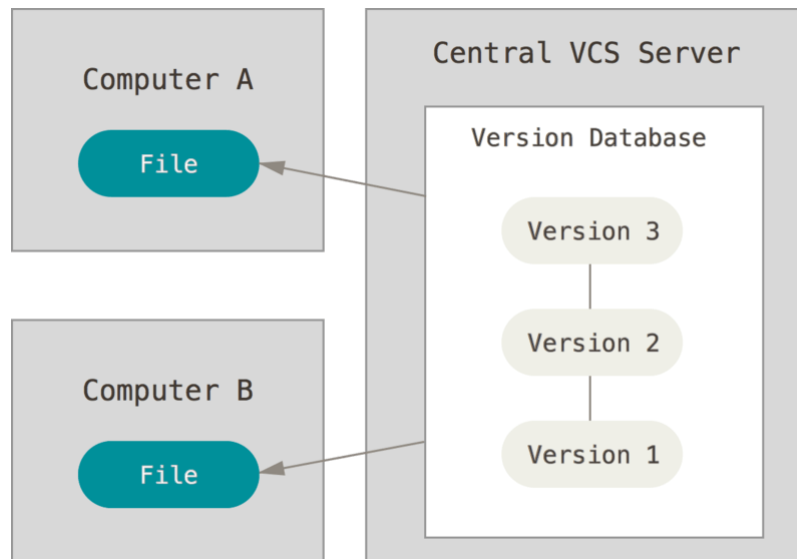 Computer A
File
Computer B
File
Central VCS Server
Version Database
Version 3
Version 2
Version 1